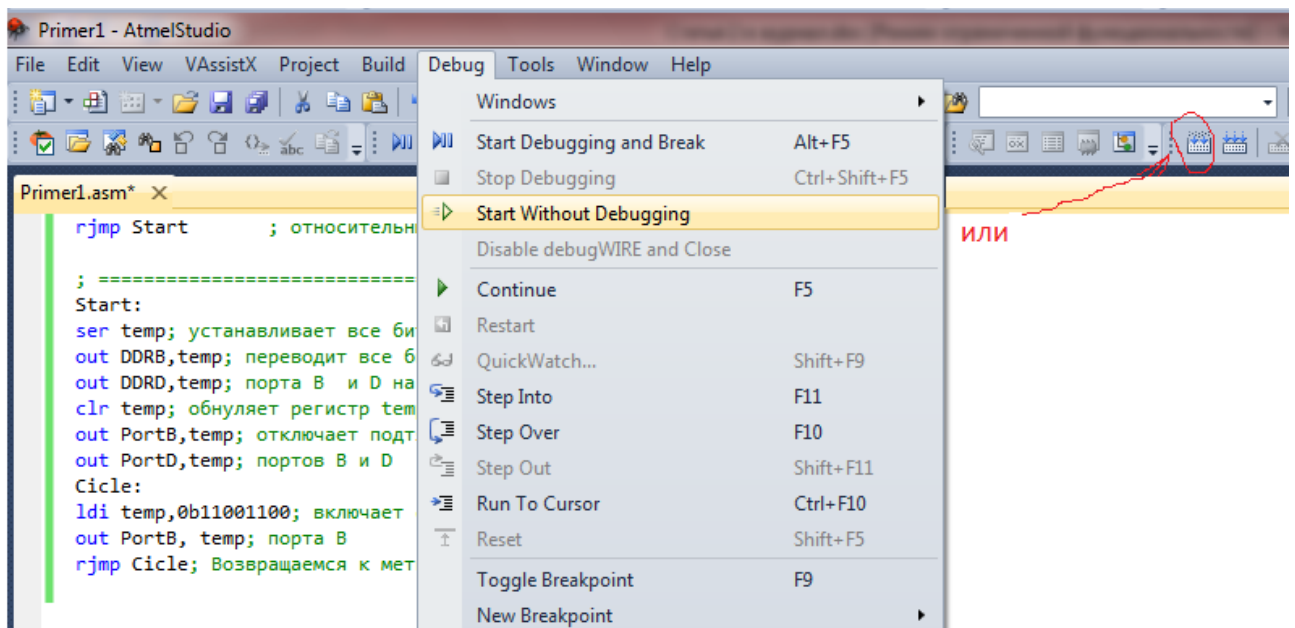 Primer1 - AtmelStudio
File Edit View VAssistX Project Build Debug Tools Window Help
Primer1.asm*
rjmp Start ; относительн
; ==============================
Start:
ser temp; устанавливает все би
out DDRB,temp; переводит все б
out DDRD,temp; порта B и D на
clr temp; обнуляет регистр tem
out PortB,temp; отключает подт
out PortD,temp; портов B и D
Cicle:
ldi temp,0b11001100; включает
out PortB, temp; порта B
rjmp Cicle; Возвращаемся к мет
Windows
Start Debugging and Break Alt+F5
Stop Debugging Ctrl+Shift+F5
Start Without Debugging
Disable debugWIRE and Close
Continue F5
Restart
QuickWatch... Shift+F9
Step Into F11
Step Over F10
Step Out Shift+F11
Run To Cursor Ctrl+F10
Reset Shift+F5
Toggle Breakpoint F9
New Breakpoint
или